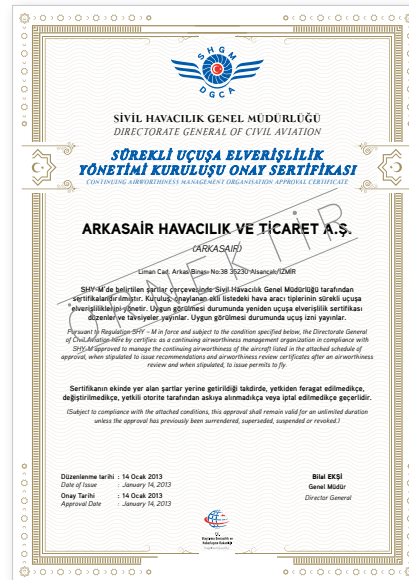 SHGM
DGCA
SİVİL HAVACILIK GENEL MÜDÜRLÜĞÜ
DIRECTORATE GENERAL OF CIVIL AVIATION
SÜREKLİ UÇUŞA ELVERİŞLİLİK
YÖNETİMİ KURULUŞU ONAY SERTİFİKASI
CONTINUING AIRWORTHINESS MANAGEMENT ORGANISATION APPROVAL CERTIFICATE
ARKASAIR HAVACILIK VE TİCARET A.Ş.
(ARKASAIR)
ÖRNEKTİR
Liman Cad. Arkas Binası No:38 35230 Alsancak/İZMİR
SHY-M'de belirtilen şartlar çerçevesinde Sivil Havacılık Genel Müdürlüğü tarafından
sertifikalandırılmıştır. Kuruluş, onaylanan ekli listedeki hava aracı tiplerinin sürekli uçuşa
elverişliliklerini yönetir. Uygun görülmesi durumunda yeniden uçuşa elverişlilik sertifikası
düzenler ve tavsiyeler yayınlar. Uygun görülmesi durumunda uçuş izni yayınlar.
Pursuant to Regulation SHY - M in force and subject to the condition specified below, the Directorate General
of Civil Aviation here by certifies: as a continuing airworthiness management organization in compliance with
SHY-M approved to manage the continuing airworthiness of the aircraft listed in the attached schedule of
approval, when stipulated to issue recommendations and airworthiness review certificates after an airworthiness
review and when stipulated, to issue permits to fly.
Sertifikanın ekinde yer alan şartlar yerine getirildiği takdirde, yetkiden feragat edilmedikçe,
değiştirilmedikçe, yetkili otorite tarafından askıya alınmadıkça veya iptal edilmedikçe geçerlidir.
(Subject to compliance with the attached conditions, this approval shall remain valid for an unlimited duration
unless the approval has previously been surrendered, superseded, suspended or revoked.)
Düzenlenme tarihi : 14 Ocak 2013
Date of Issue : January 14, 2013
Onay Tarihi : 14 Ocak 2013
Approval Date : January 14, 2013
Bilal EKŞİ
Genel Müdür
Director General
T.C.
Ulaştırma Denizcilik ve
Haberleşme Bakanlığı